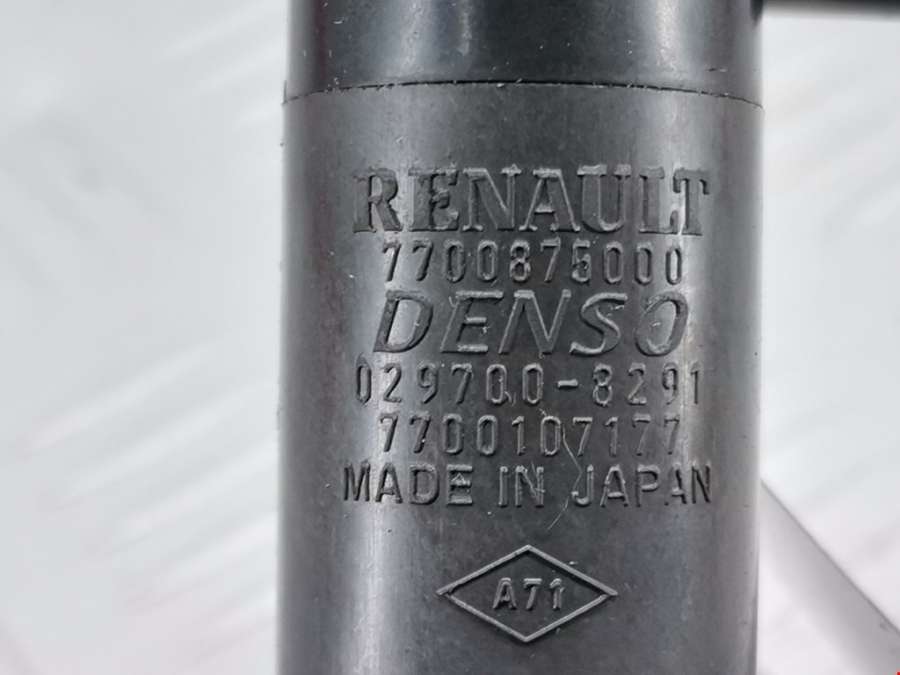 RENAULT
7700875000
DENSO
029700-8291
7700107177
MADE IN JAPAN
A71